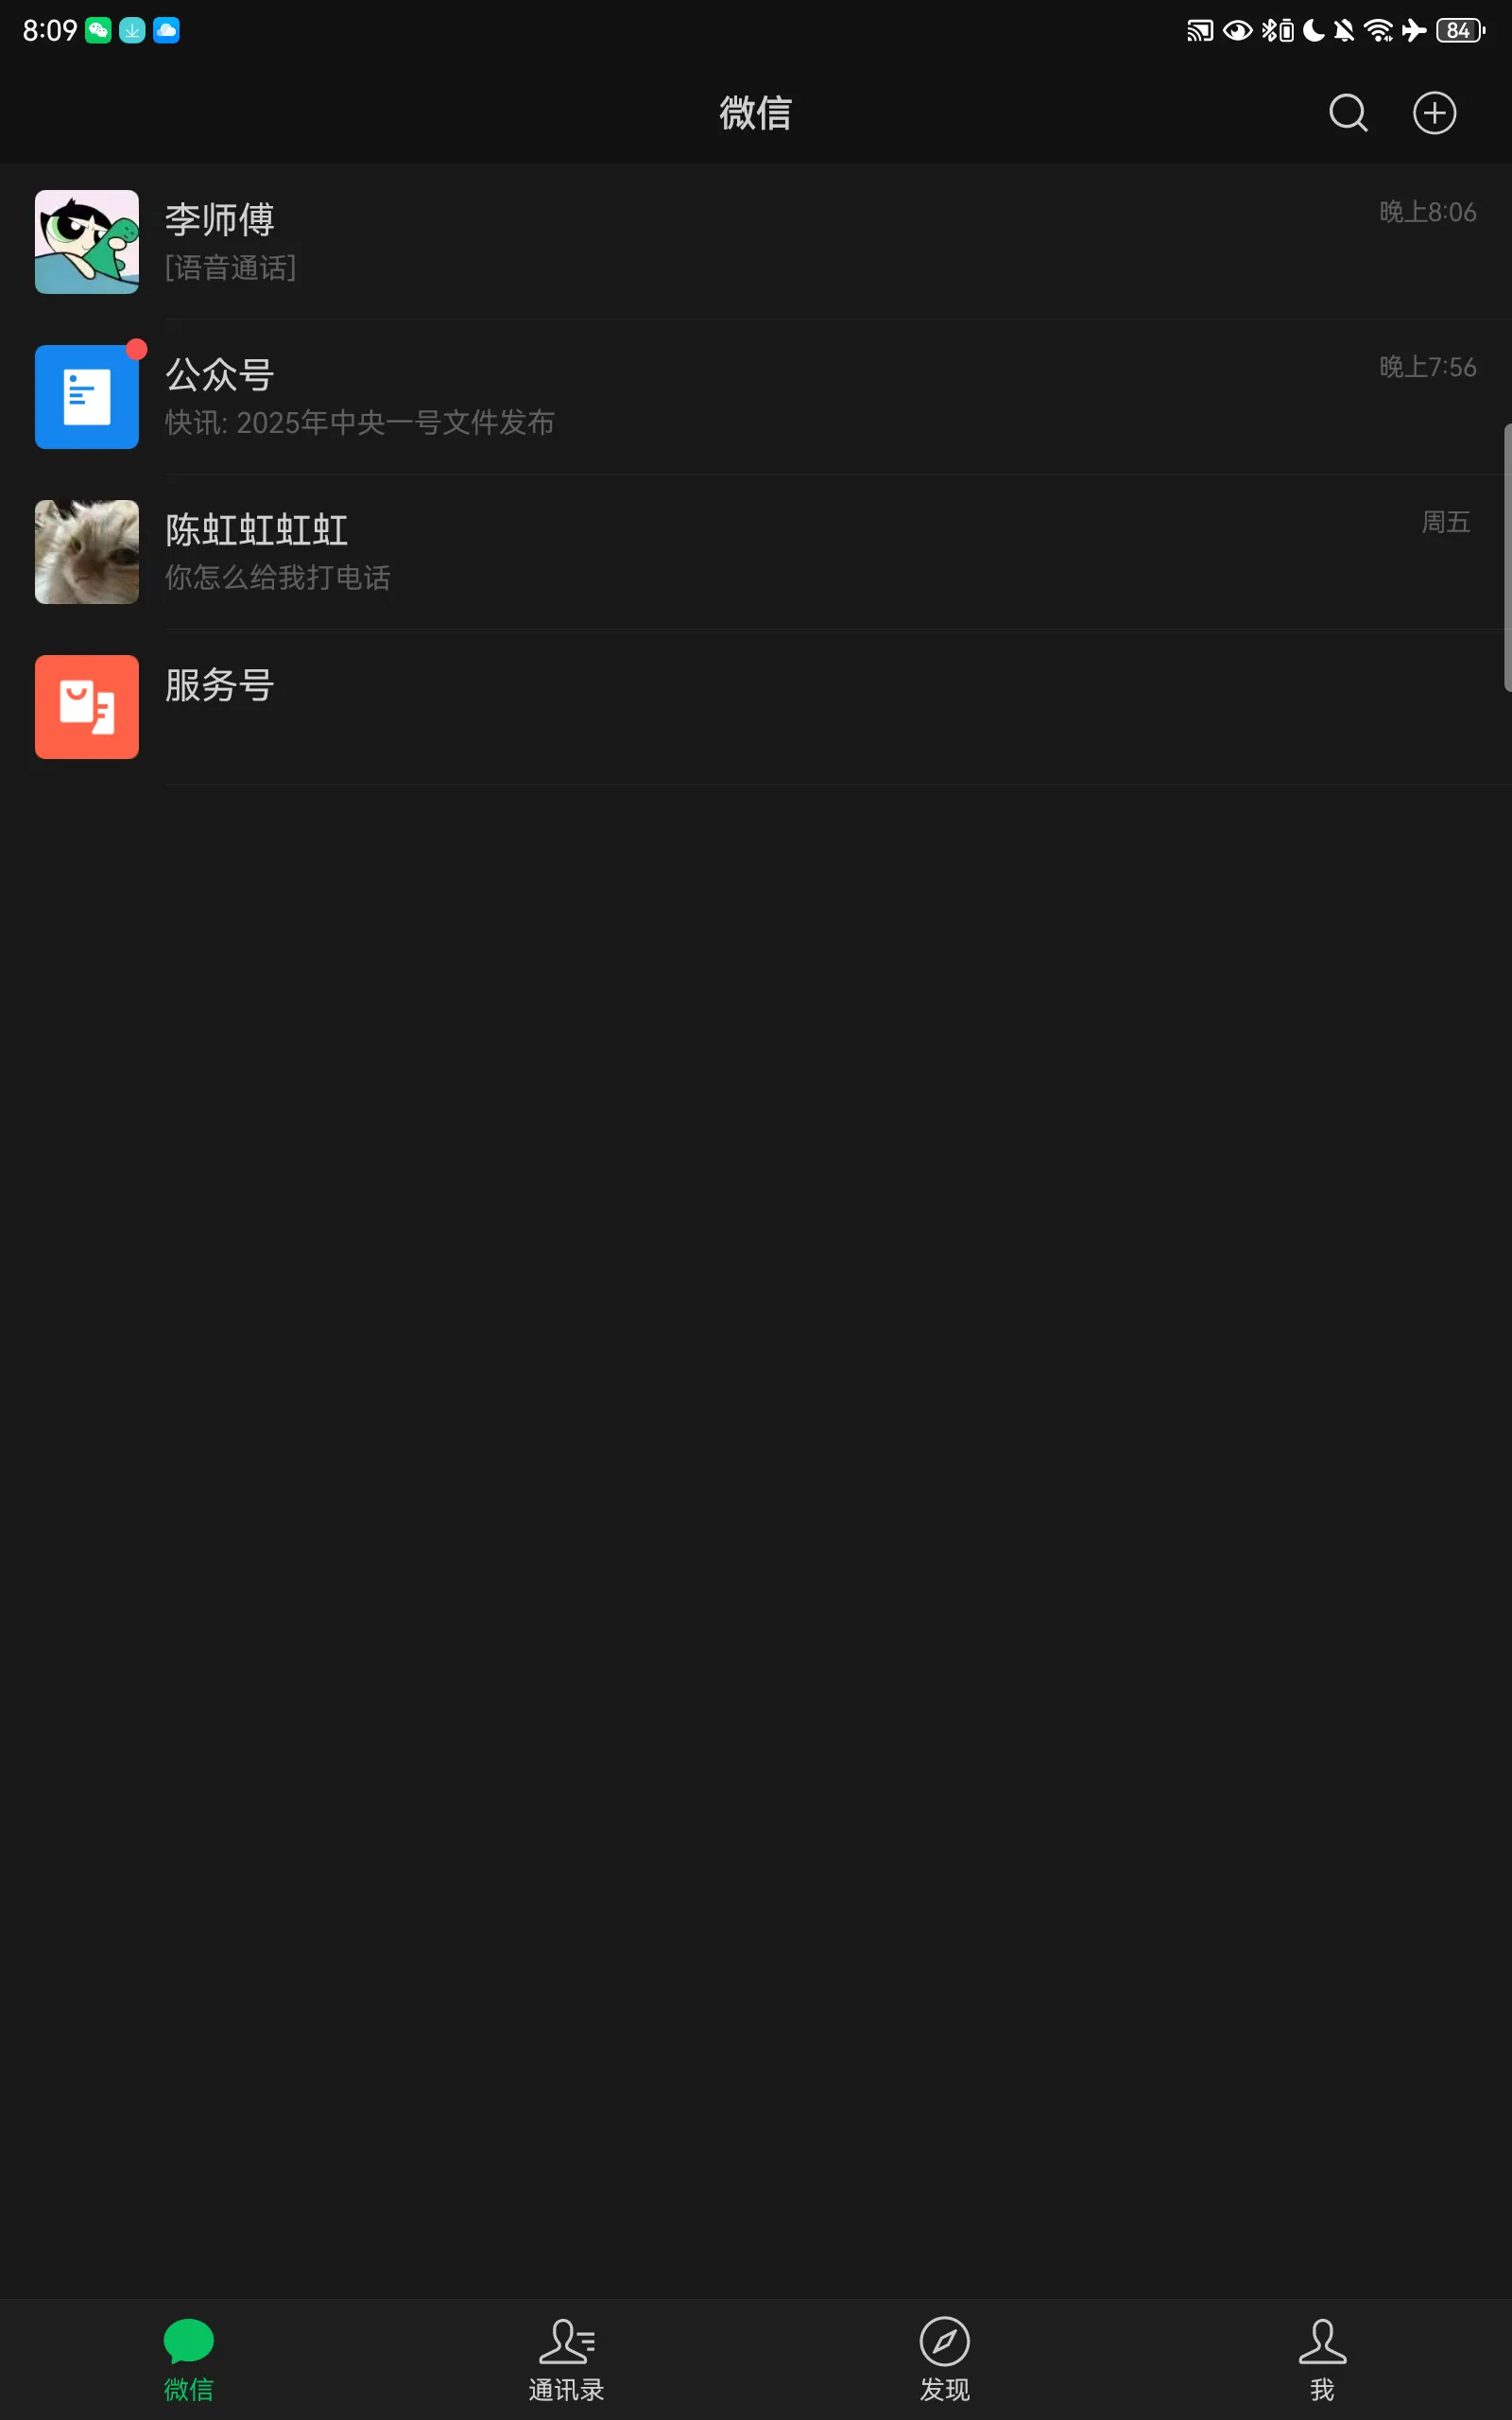 8:09
84
微信
李师傅
晚上8:06
[语音通话]
公众号
晚上7:56
快讯: 2025年中央一号文件发布
陈虹虹虹虹
周五
你怎么给我打电话
服务号
微信
通讯录
发现
我